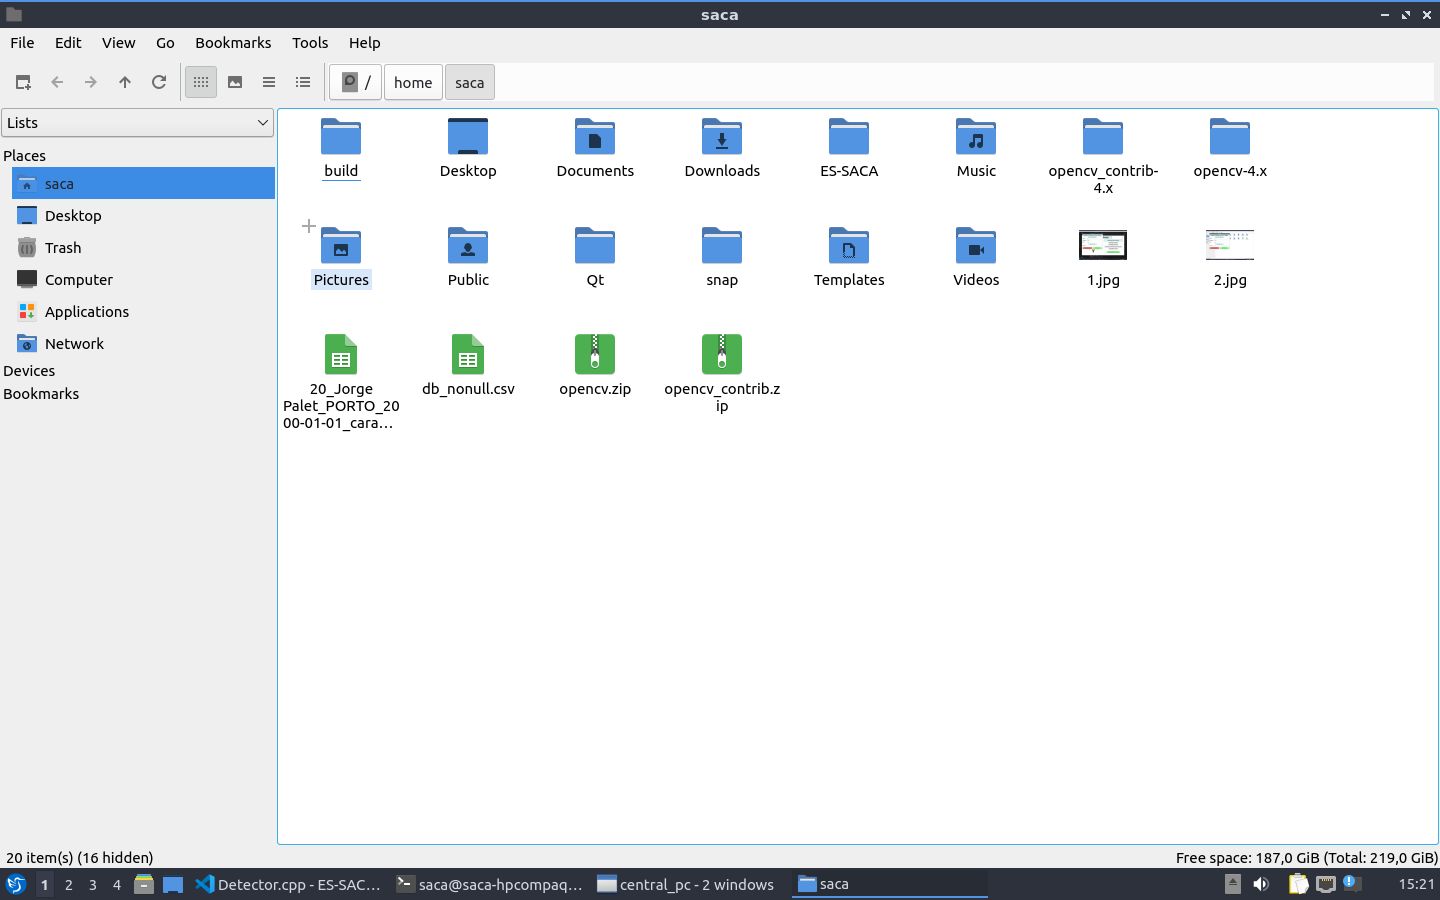 saca
File Edit View Go Bookmarks Tools Help
/ home saca
Lists
Places
saca
Desktop
Trash
Computer
Applications
Network
Devices
Bookmarks
build Desktop Documents Downloads ES-SACA Music opencv_contrib-4.x opencv-4.x
Pictures Public Qt snap Templates Videos 1.jpg 2.jpg
20_Jorge
Palet_PORTO_20
00-01-01_cara...
db_nonull.csv
opencv.zip
opencv_contrib.z
ip
20 item(s) (16 hidden)
Free space: 187,0 GiB (Total: 219,0 GiB)
1 2 3 4 Detector.cpp - ES-SAC... saca@saca-hpcompaq... central_pc - 2 windows saca 15:21